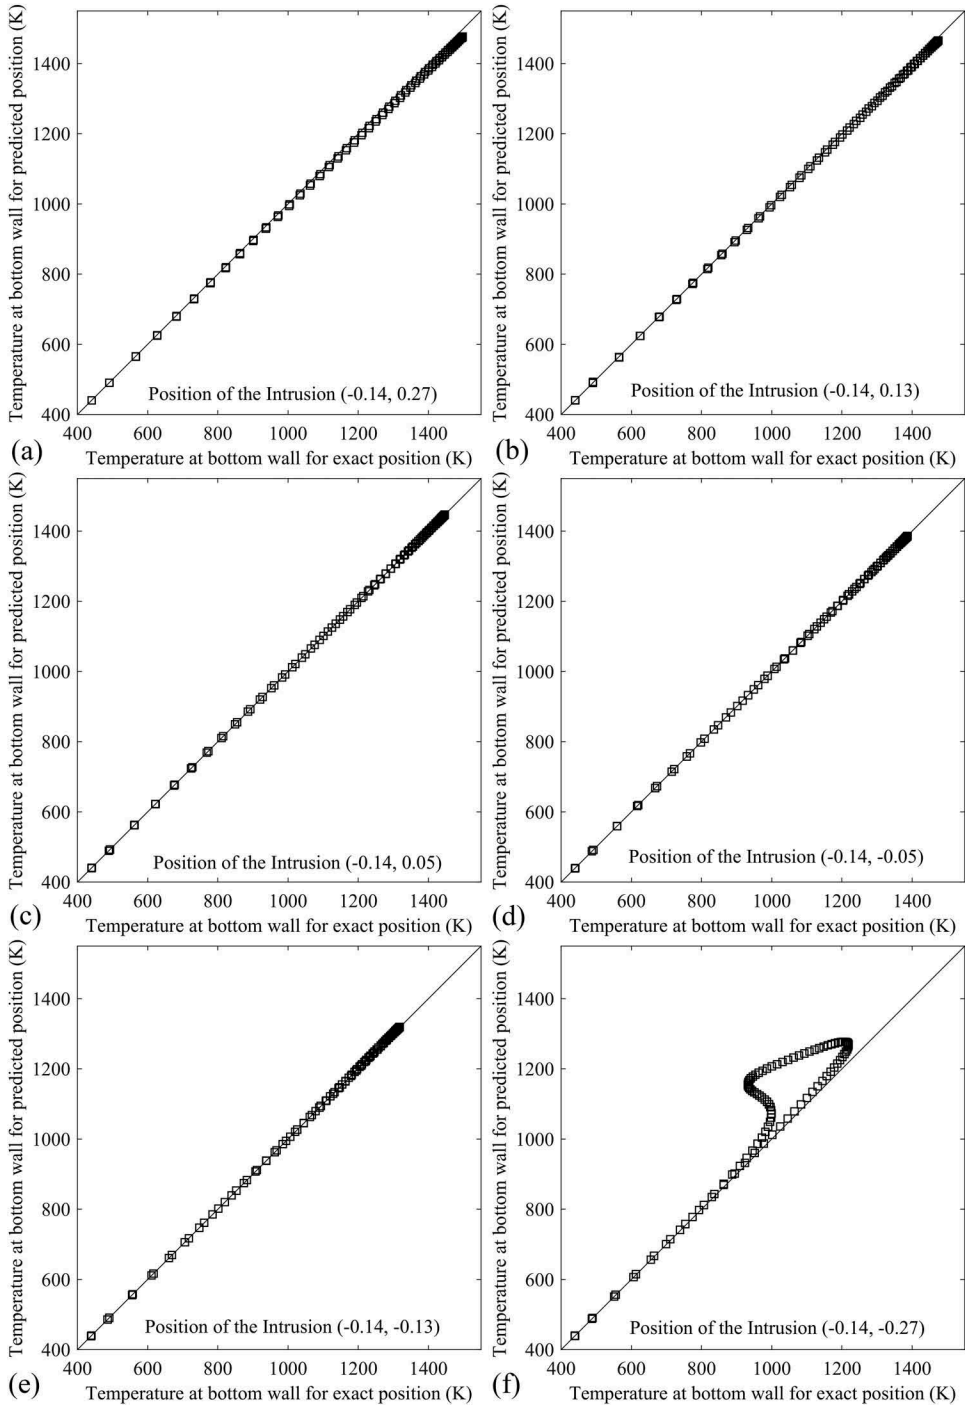 Temperature at bottom wall for predicted position (K)
1400
1200
1000
800
600
400
Position of the Intrusion (-0.14, 0.27)
400 600 800 1000 1200 1400
(a)
Temperature at bottom wall for exact position (K)
Temperature at bottom wall for predicted position (K)
1400
1200
1000
800
600
400
Position of the Intrusion (-0.14, 0.13)
400 600 800 1000 1200 1400
(b)
Temperature at bottom wall for exact position (K)
Temperature at bottom wall for predicted position (K)
1400
1200
1000
800
600
400
Position of the Intrusion (-0.14, 0.05)
400 600 800 1000 1200 1400
(c)
Temperature at bottom wall for exact position (K)
Temperature at bottom wall for predicted position (K)
1400
1200
1000
800
600
400
Position of the Intrusion (-0.14, -0.05)
400 600 800 1000 1200 1400
(d)
Temperature at bottom wall for exact position (K)
Temperature at bottom wall for predicted position (K)
1400
1200
1000
800
600
400
Position of the Intrusion (-0.14, -0.13)
400 600 800 1000 1200 1400
(e)
Temperature at bottom wall for exact position (K)
Temperature at bottom wall for predicted position (K)
1400
1200
1000
800
600
400
Position of the Intrusion (-0.14, -0.27)
400 600 800 1000 1200 1400
(f)
Temperature at bottom wall for exact position (K)